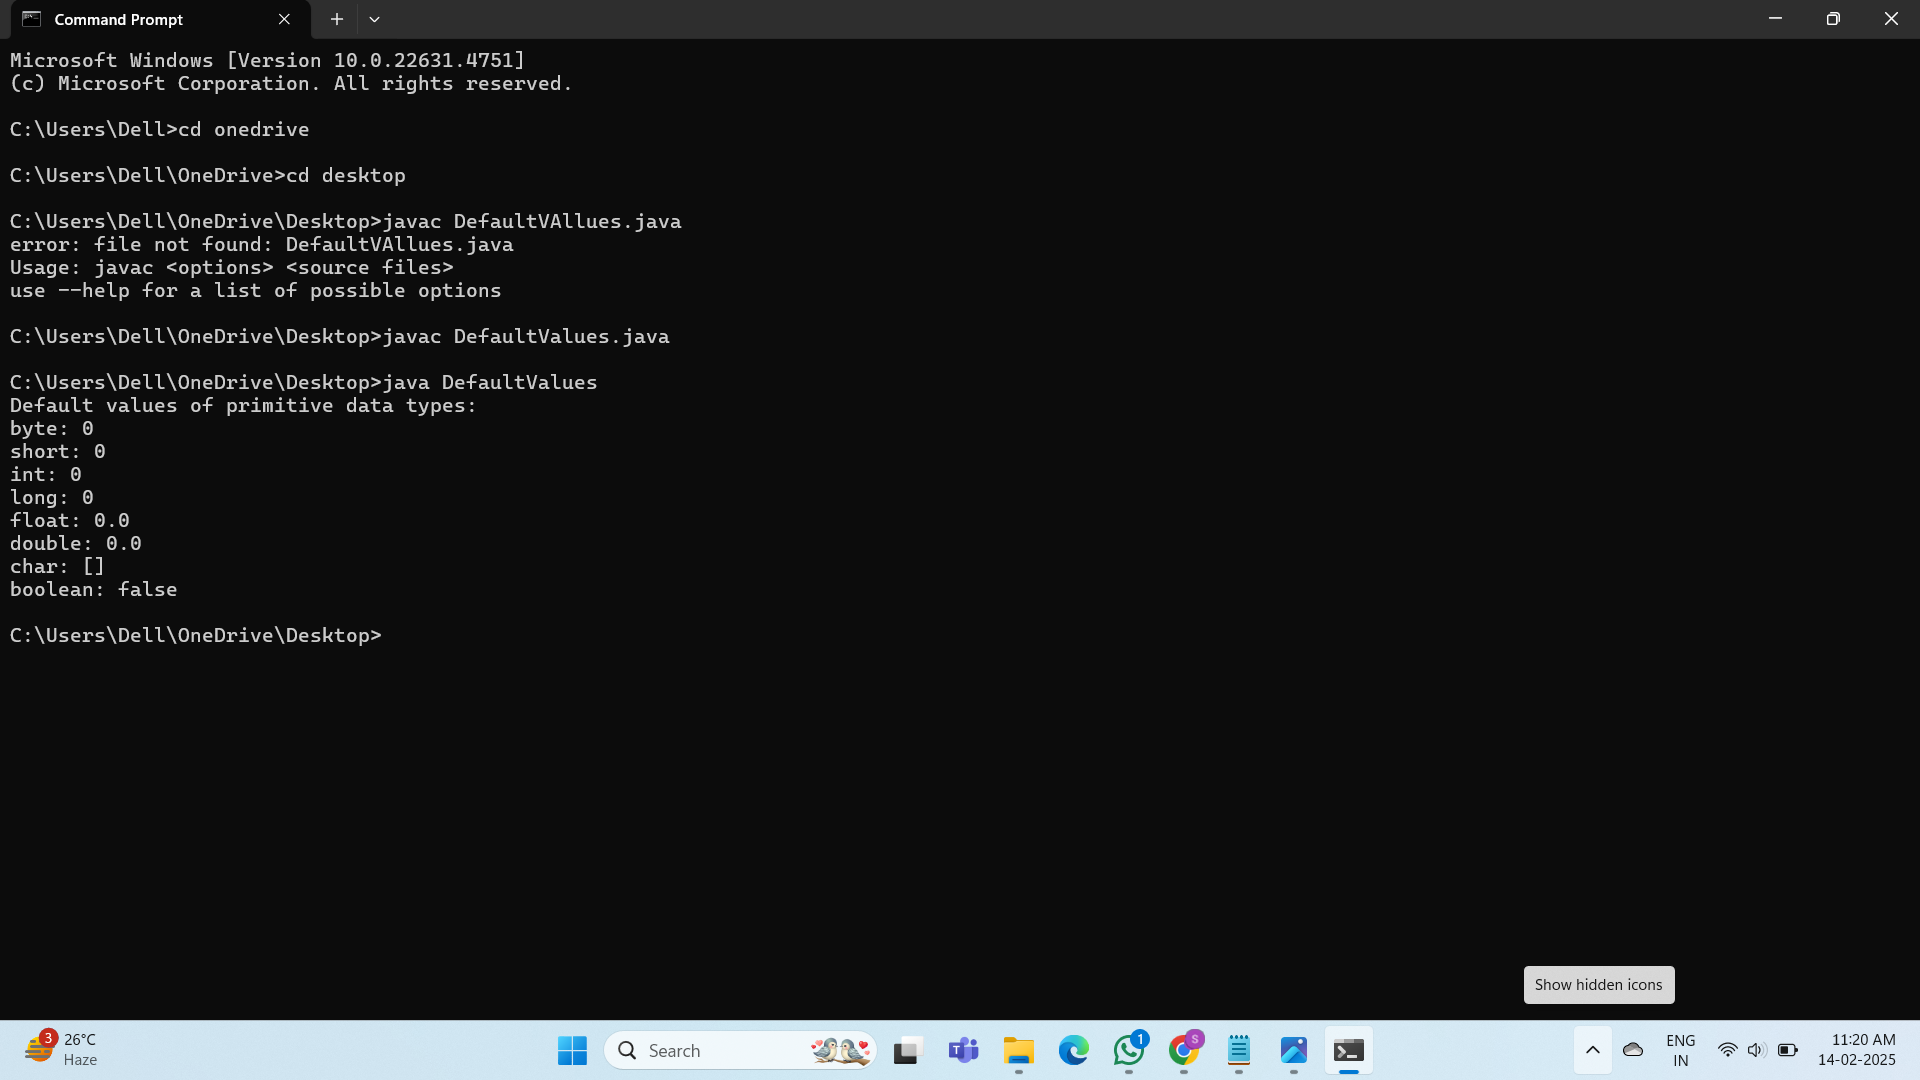 Command Prompt
Microsoft Windows [Version 10.0.22631.4751]
(c) Microsoft Corporation. All rights reserved.
C:\Users\Dell>cd onedrive
C:\Users\Dell\OneDrive>cd desktop
C:\Users\Dell\OneDrive\Desktop>javac DefaultVAllues.java
error: file not found: DefaultVAllues.java
Usage: javac <options> <source files>
use --help for a list of possible options
C:\Users\Dell\OneDrive\Desktop>javac DefaultValues.java
C:\Users\Dell\OneDrive\Desktop>java DefaultValues
Default values of primitive data types:
byte: 0
short: 0
int: 0
long: 0
float: 0.0
double: 0.0
char: []
boolean: false
C:\Users\Dell\OneDrive\Desktop>
Show hidden icons
3
26°C
Haze
Search
T
1
S
ENG
IN
11:20 AM
14-02-2025